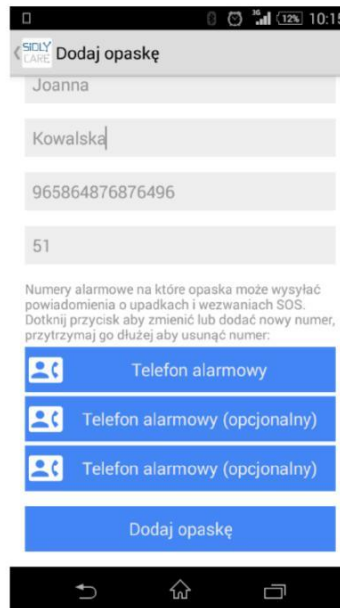 3G
12%
10:15
SIDLY
CARE
Dodaj opaskę
Joanna
Kowalska
965864876876496
51
Numery alarmowe na które opaska może wysyłać
powiadomienia o upadkach i wezwaniach SOS.
Dotknij przycisk aby zmienić lub dodać nowy numer,
przytrzymaj go dłużej aby usunąć numer:
Telefon alarmowy
Telefon alarmowy (opcjonalny)
Telefon alarmowy (opcjonalny)
Dodaj opaskę